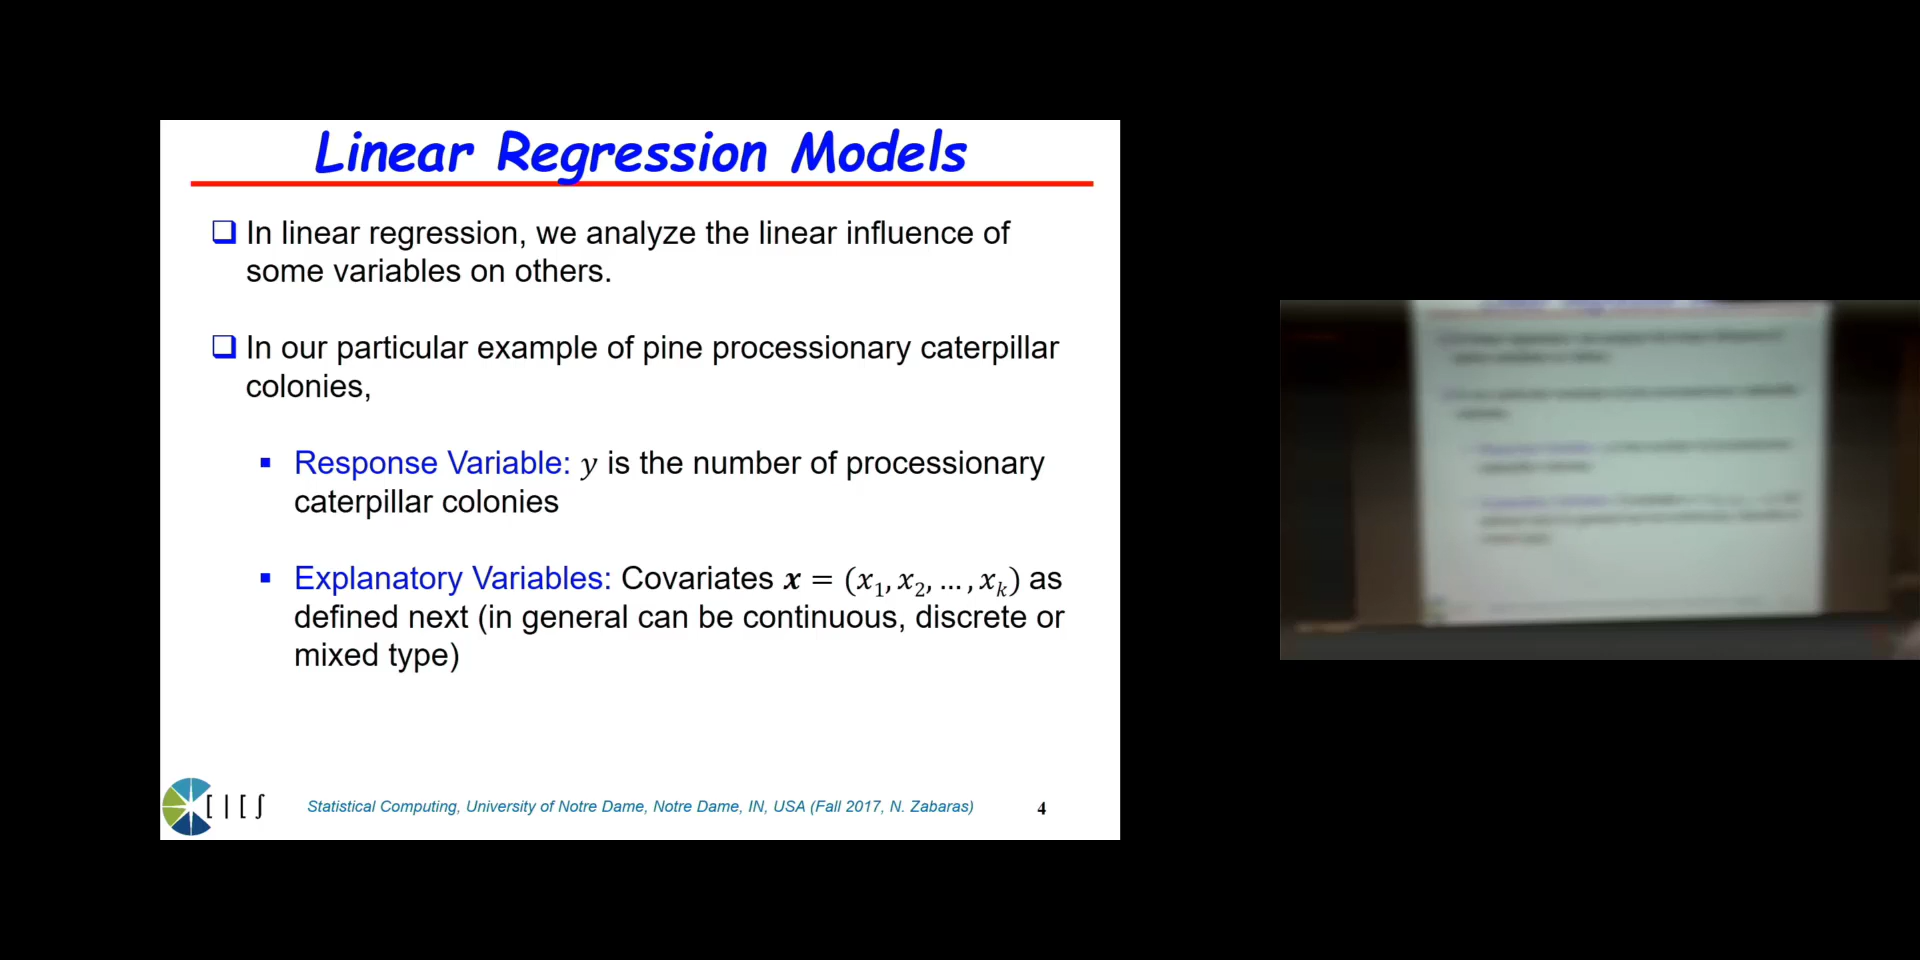 Linear Regression Models
❑ In linear regression, we analyze the linear influence of
some variables on others.
❑ In our particular example of pine processionary caterpillar
colonies,
▪ Response Variable: y is the number of processionary
caterpillar colonies
▪ Explanatory Variables: Covariates x = (x₁, x₂, …, xₖ) as
defined next (in general can be continuous, discrete or
mixed type)
Statistical Computing, University of Notre Dame, Notre Dame, IN, USA (Fall 2017, N. Zabaras)
4